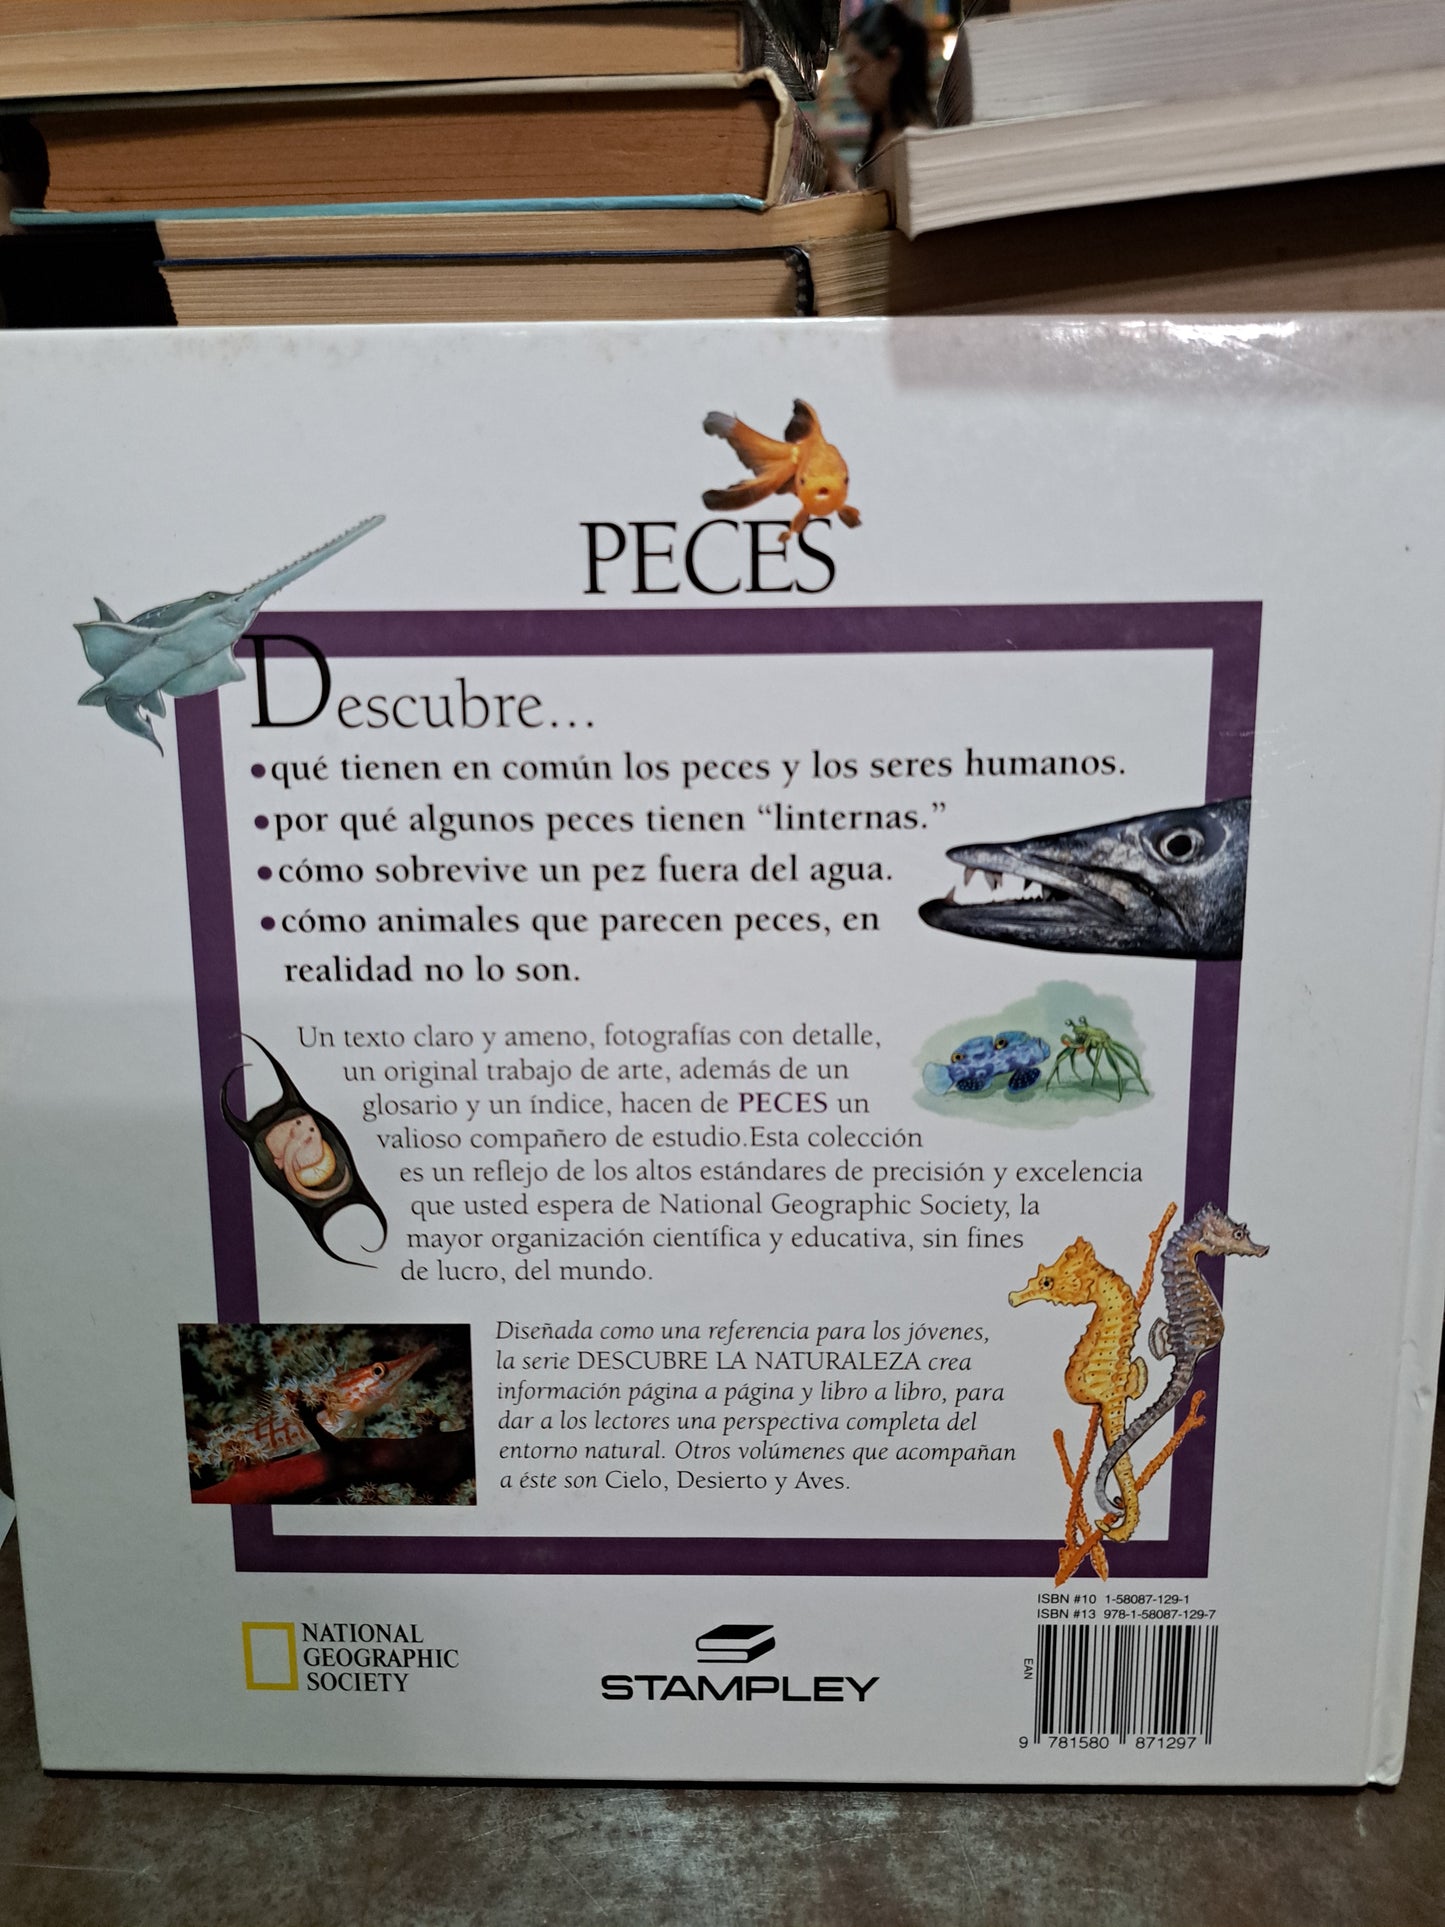 PECES
Descubre...
•qué tienen en común los peces y los seres humanos.
•por qué algunos peces tienen “linternas.”
•cómo sobrevive un pez fuera del agua.
•cómo animales que parecen peces, en
realidad no lo son.
Un texto claro y ameno, fotografías con detalle,
un original trabajo de arte, además de un
glosario y un índice, hacen de PECES un
valioso compañero de estudio.Esta colección
es un reflejo de los altos estándares de precisión y excelencia
que usted espera de National Geographic Society, la
mayor organización científica y educativa, sin fines
de lucro, del mundo.
Diseñada como una referencia para los jóvenes,
la serie DESCUBRE LA NATURALEZA crea
información página a página y libro a libro, para
dar a los lectores una perspectiva completa del
entorno natural. Otros volúmenes que acompañan
a éste son Cielo, Desierto y Aves.
NATIONAL
GEOGRAPHIC
SOCIETY
STAMPLEY
ISBN #10 1-58087-129-1
ISBN #13 978-1-58087-129-7
EAN
9 781580 871297